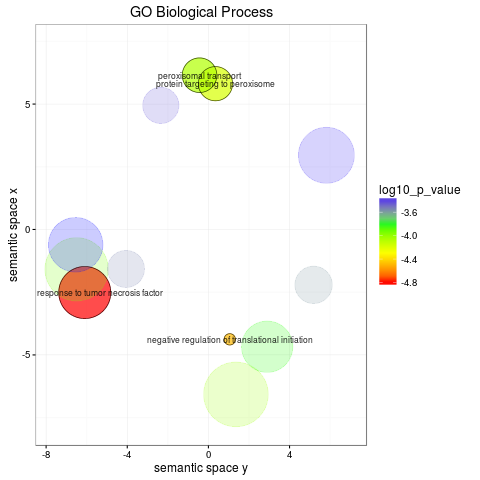 GO Biological Process
peroxisomal transport
protein targeting to peroxisome
response to tumor necrosis factor
negative regulation of translational initiation
semantic space x
5
0
-5
-8
-4
0
4
semantic space y
log10_p_value
-3.6
-4.0
-4.4
-4.8